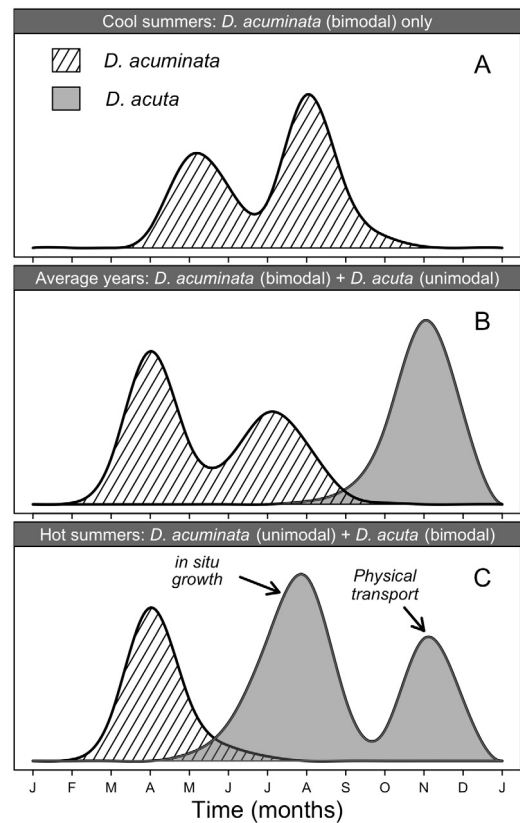 Cool summers: D. acuminata (bimodal) only
D. acuminata
A
D. acuta
Average years: D. acuminata (bimodal) + D. acuta (unimodal)
B
Hot summers: D. acuminata (unimodal) + D. acuta (bimodal)
in situ
growth
Physical
transport
C
J F M A M J J A S O N D J
Time (months)